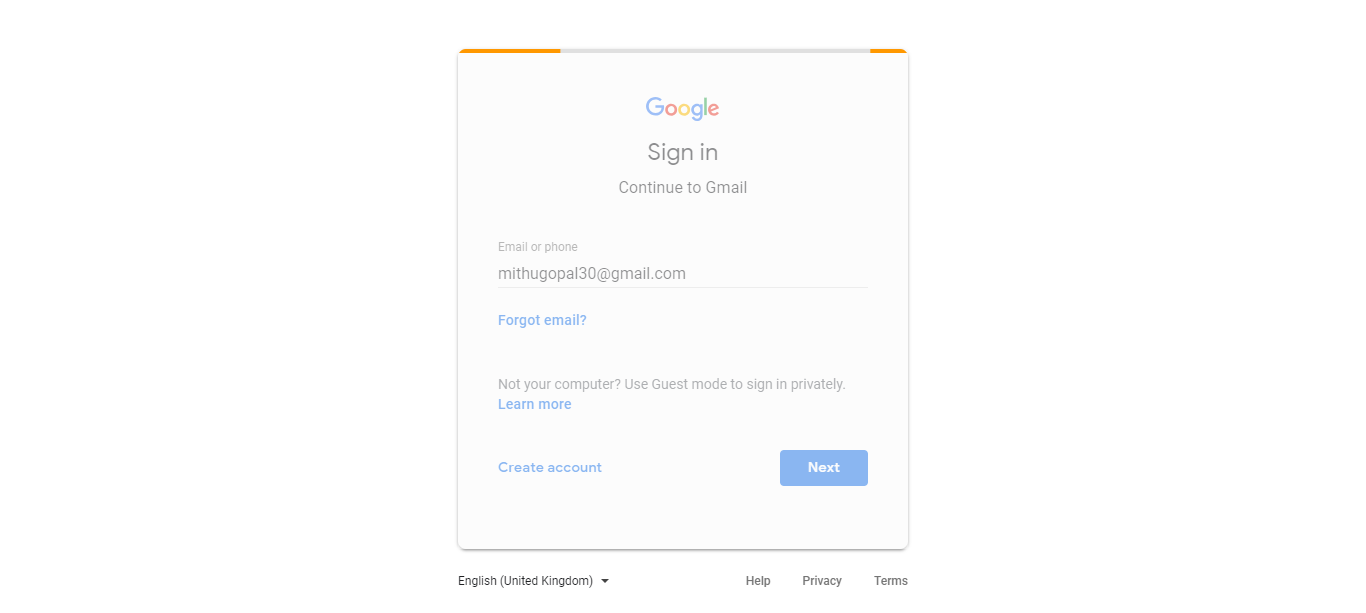 Google
Sign in
Continue to Gmail
Email or phone
mithugopal30@gmail.com
Forgot email?
Not your computer? Use Guest mode to sign in privately.
Learn more
Create account
Next
English (United Kingdom)
Help
Privacy
Terms